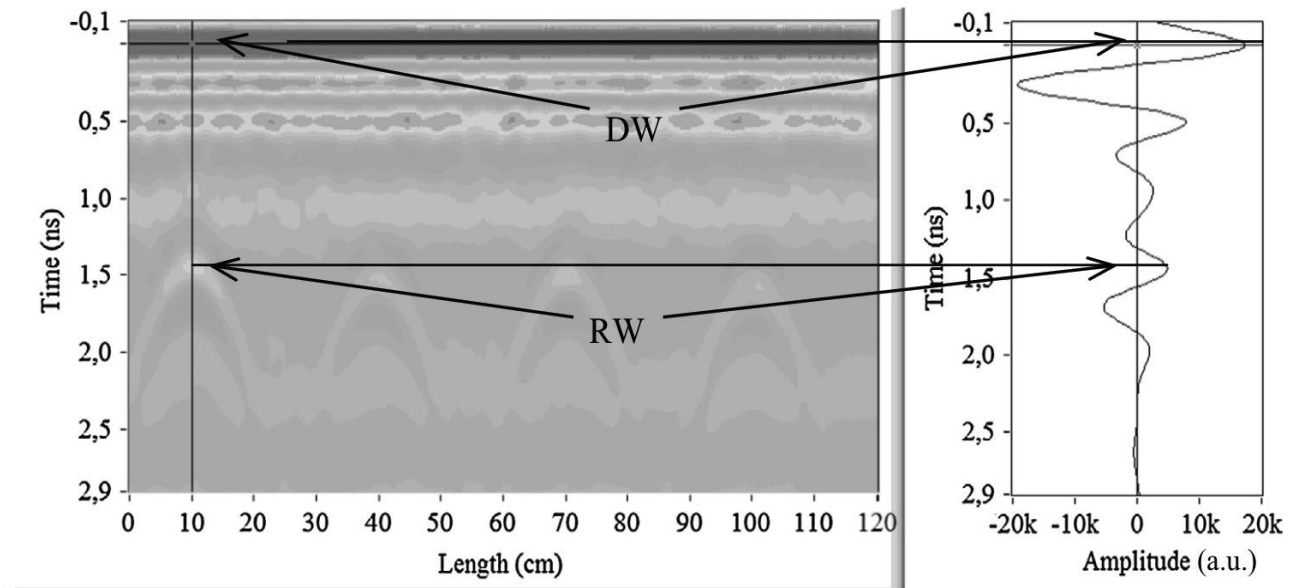 -0,1
0,5
1,0
1,5
2,0
2,5
2,9
Time (ns)
0 10 20 30 40 50 60 70 80 90 100 110 120
Length (cm)
DW
RW
-0,1
0,5
1,0
1,5
2,0
2,5
2,9
Time (ns)
-20k -10k 0 10k 20k
Amplitude (a.u.)